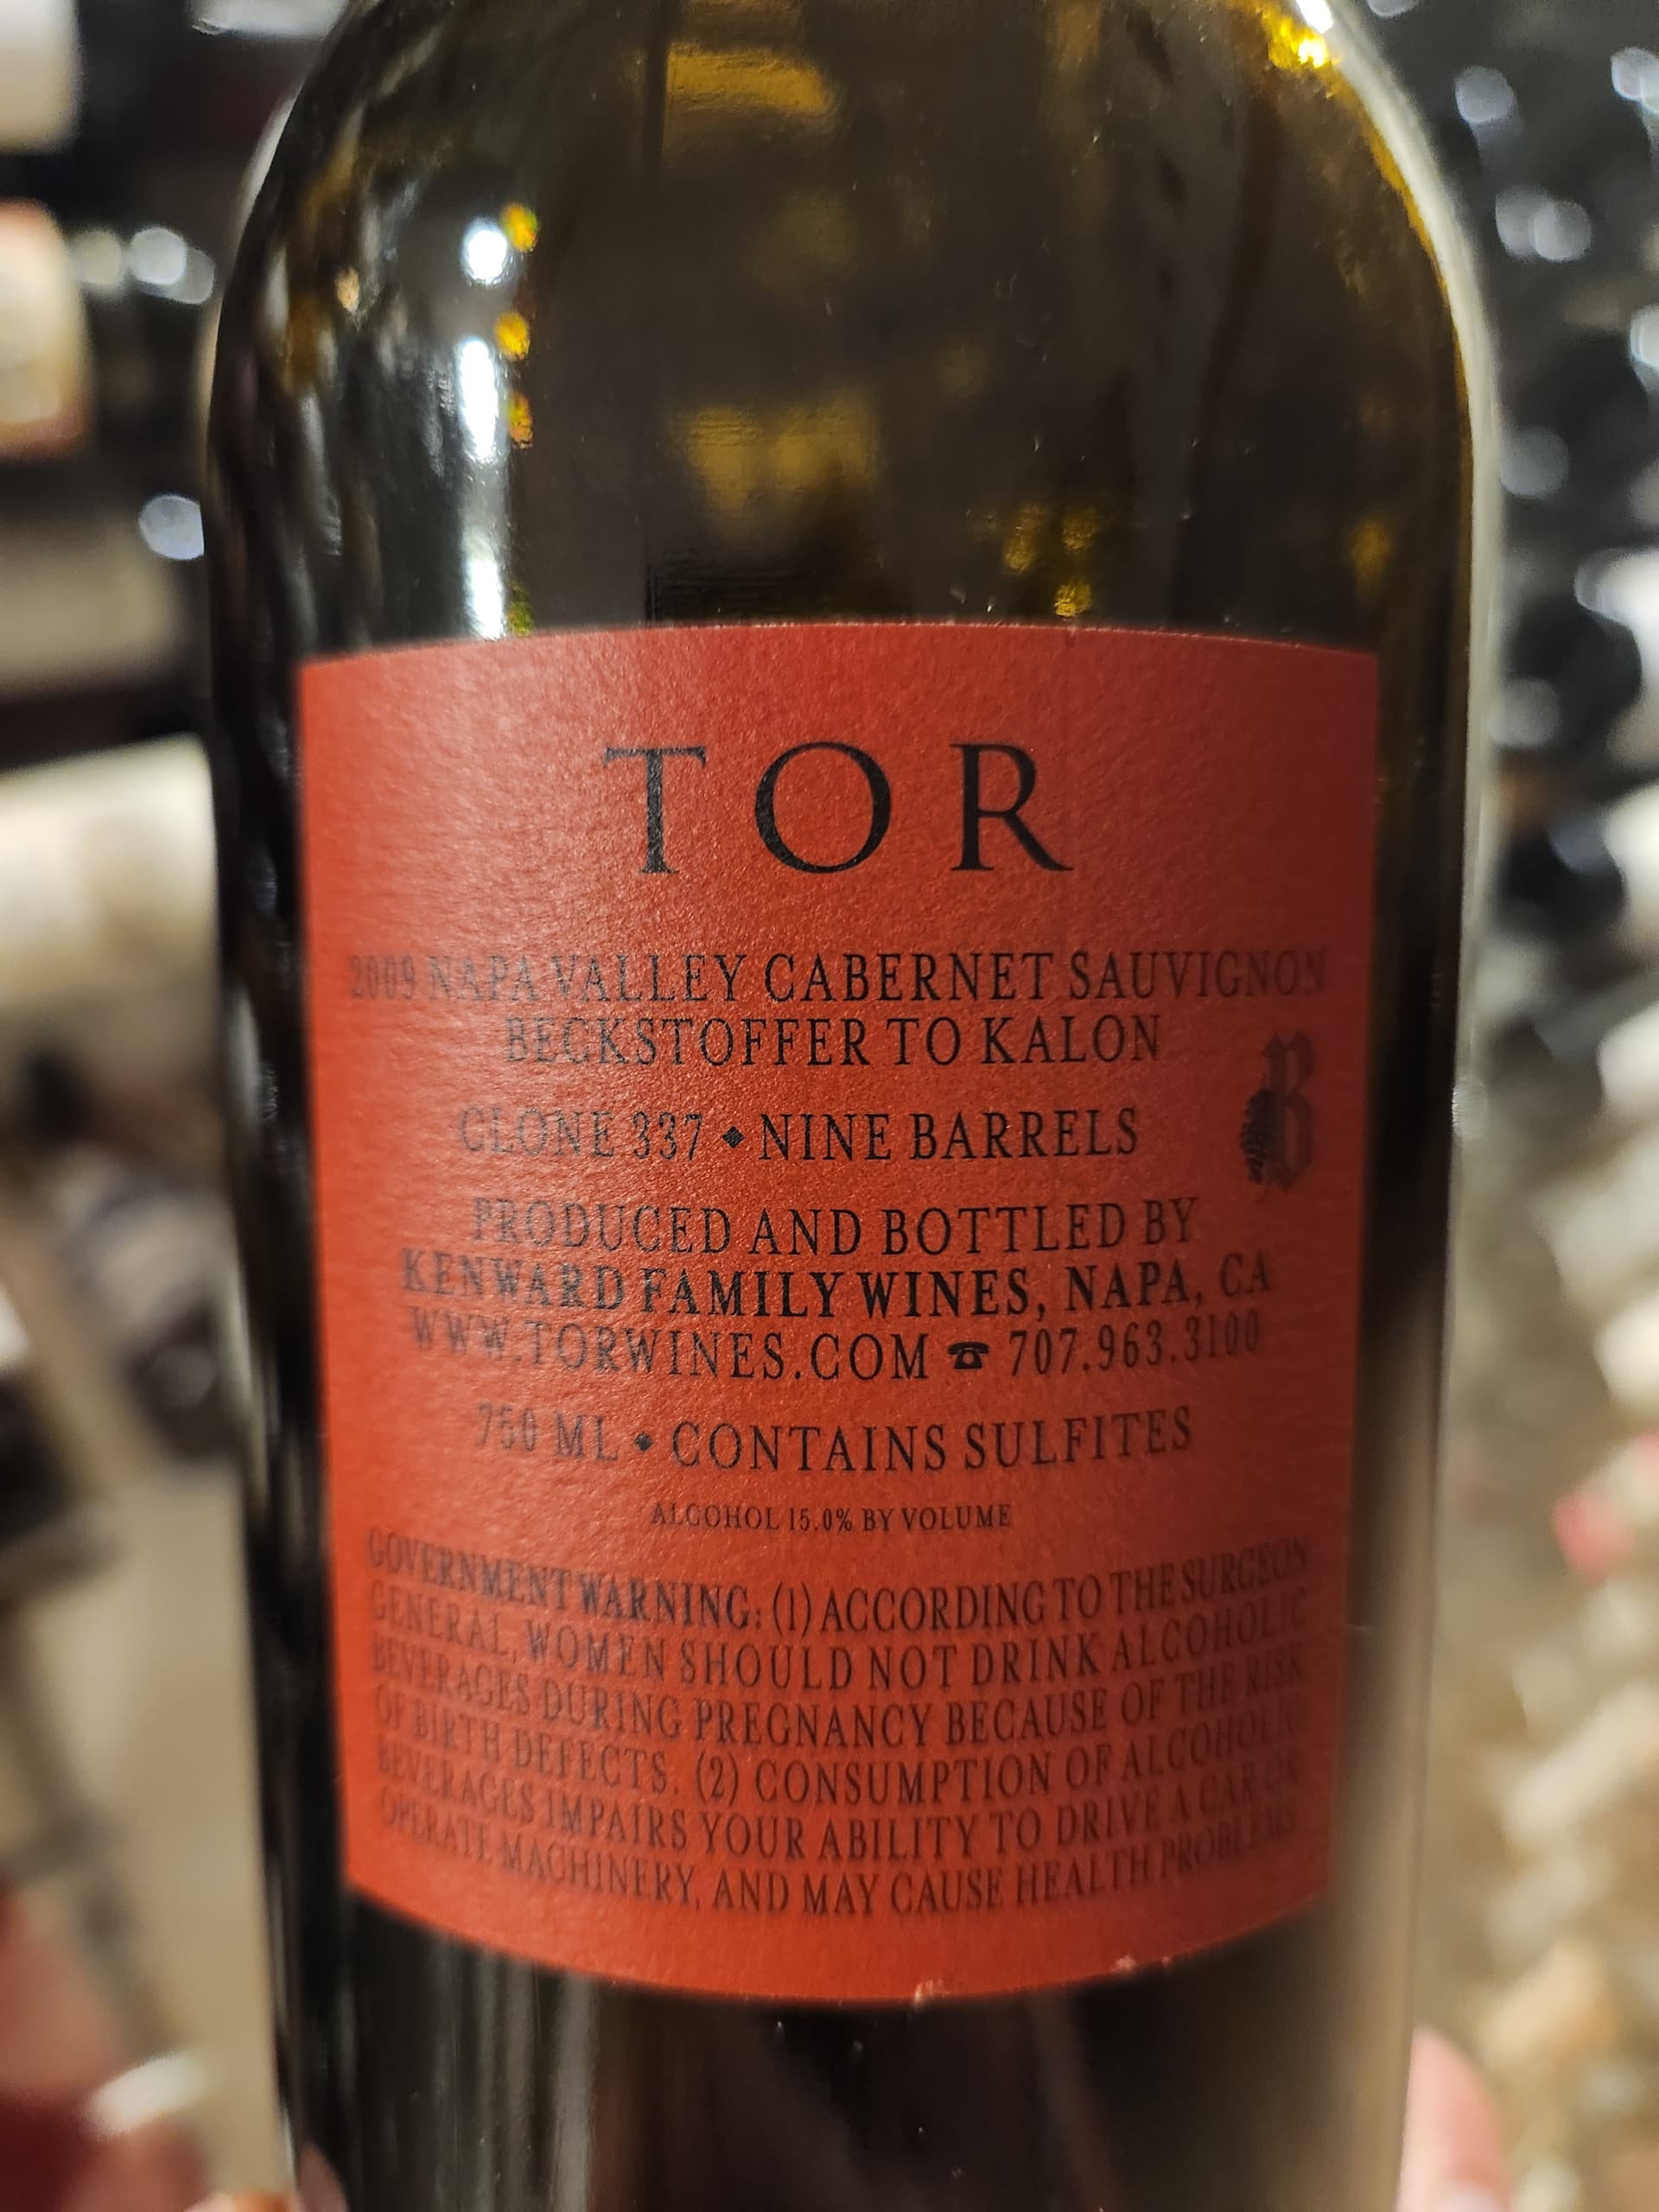 TOR
2009 NAPA VALLEY CABERNET SAUVIGNON
BECKSTOFFER TO KALON
B
CLONE 337 ◆ NINE BARRELS
PRODUCED AND BOTTLED BY
KENWARD FAMILY WINES, NAPA, CA
WWW.TORWINES.COM ☎ 707.963.3100
750 ML ◆ CONTAINS SULFITES
ALCOHOL 15.0% BY VOLUME
GOVERNMENT WARNING: (1) ACCORDING TO THE SURGEON
GENERAL, WOMEN SHOULD NOT DRINK ALCOHOLIC
BEVERAGES DURING PREGNANCY BECAUSE OF THE RISK
OF BIRTH DEFECTS. (2) CONSUMPTION OF ALCOHOLIC
BEVERAGES IMPAIRS YOUR ABILITY TO DRIVE A CAR OR
OPERATE MACHINERY, AND MAY CAUSE HEALTH PROBLEMS